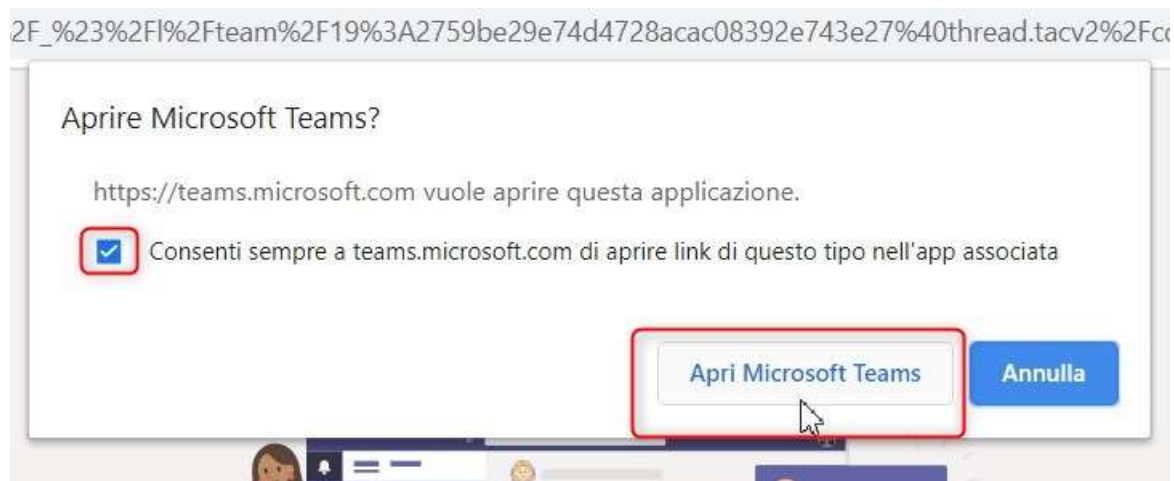 2F_%23%2Fl%2Fteam%2F19%3A2759be29e74d4728acac08392e743e27%40thread.tacv2%2Fco
Aprire Microsoft Teams?
https://teams.microsoft.com vuole aprire questa applicazione.
Consenti sempre a teams.microsoft.com di aprire link di questo tipo nell'app associata
Apri Microsoft Teams
Annulla